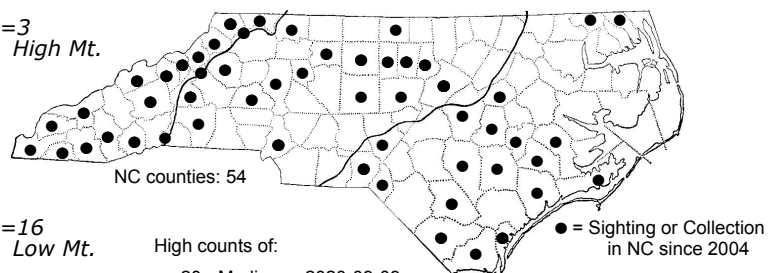 =3
High Mt.
NC counties: 54
=16
Low Mt.
High counts of:
● = Sighting or Collection
in NC since 2004